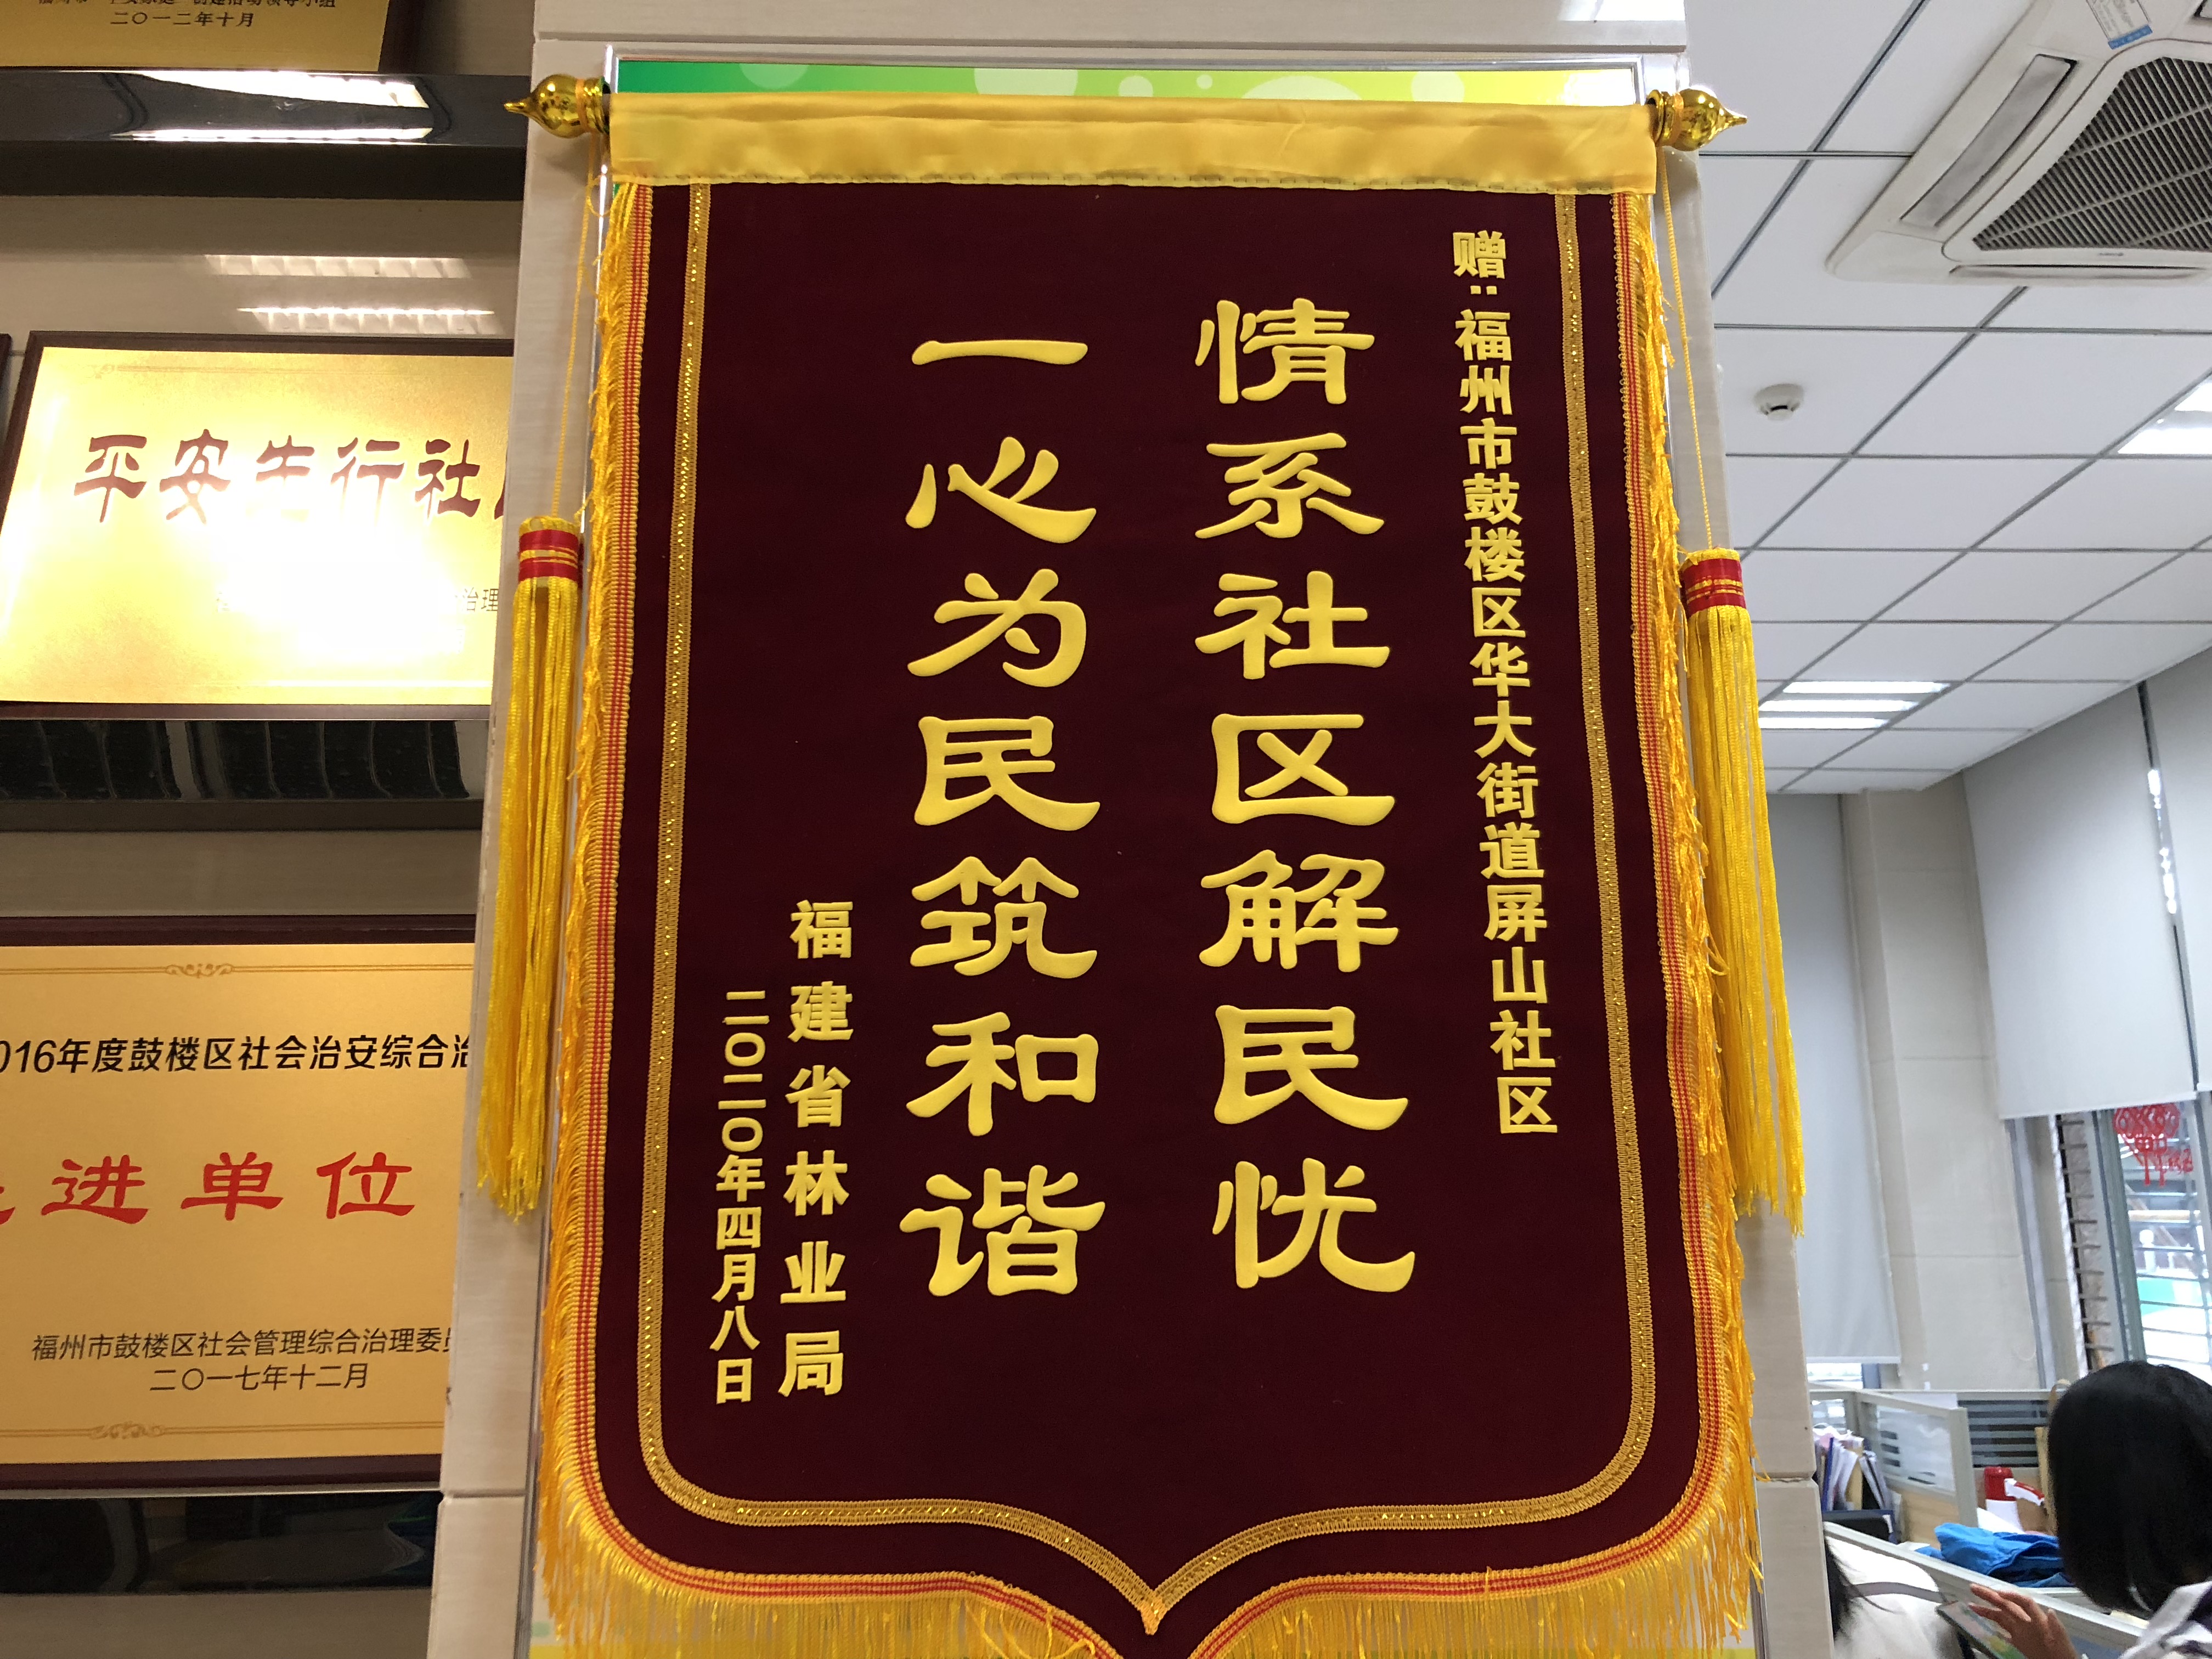 赠：福州市鼓楼区华大街道屏山社区
情系社区解民忧
一心为民筑和谐
福建省林业局
二〇二〇年四月八日
二〇一二年十月
平安先行社
治理
016年度鼓楼区社会治安综合治
进单位
福州市鼓楼区社会管理综合治理委员
二〇一七年十二月